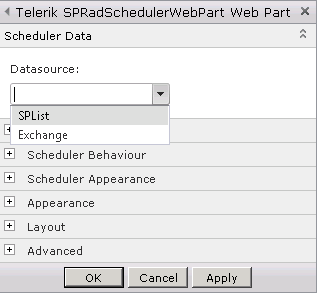 Telerik SPRadSchedulerWebPart Web Part
Scheduler Data
Datasource:
SPList
Exchange
Scheduler Behaviour
Scheduler Appearance
Appearance
Layout
Advanced
OK Cancel Apply